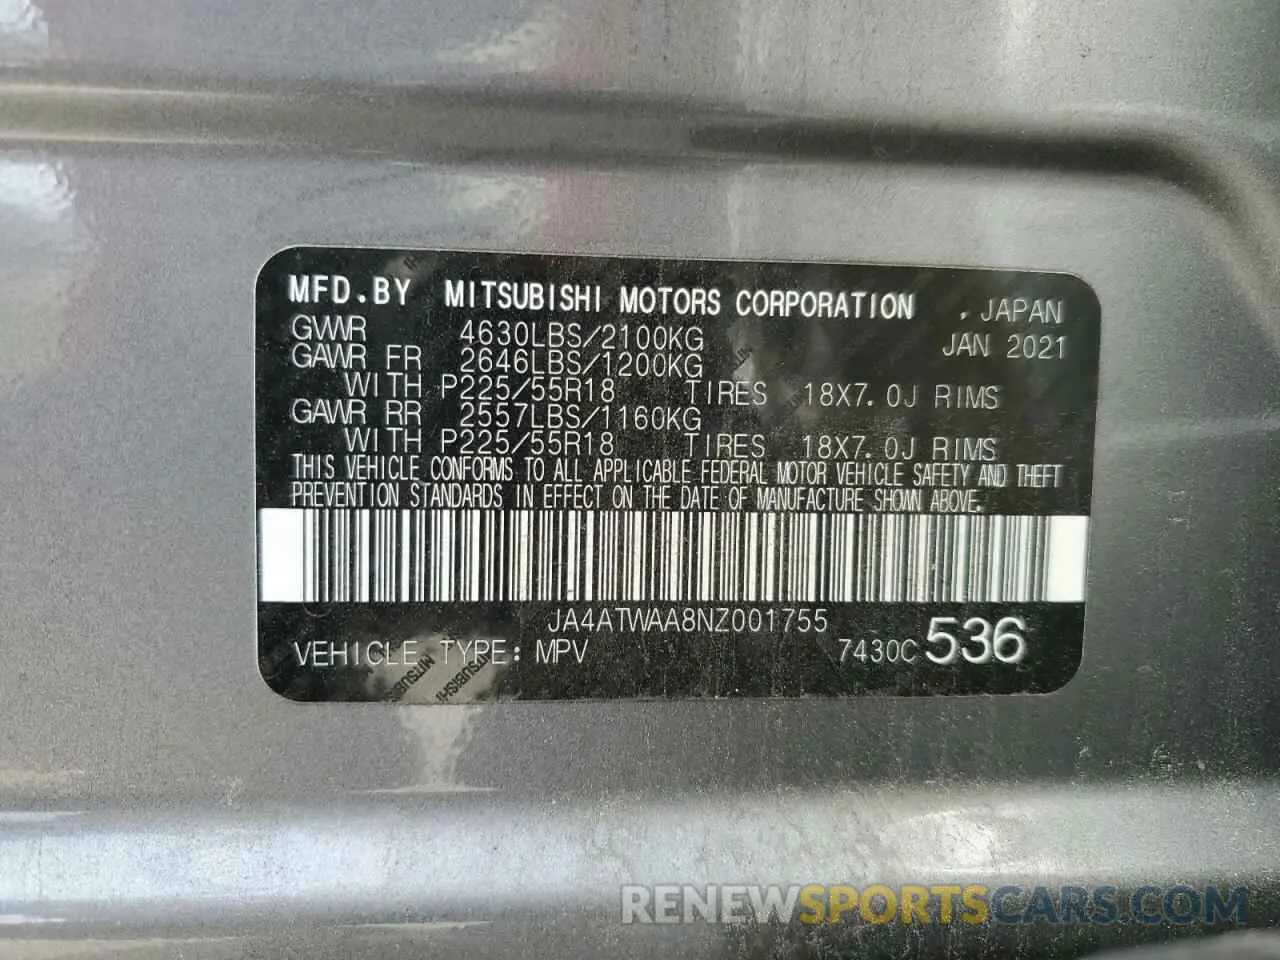 MFD.BY MITSUBISHI MOTORS CORPORATION . JAPAN
GVWR 4630LBS/2100KG JAN 2021
GAWR FR 2646LBS/1200KG
WITH P225/55R18 TIRES 18X7.0J RIMS
GAWR RR 2557LBS/1160KG
WITH P225/55R18 TIRES 18X7.0J RIMS
THIS VEHICLE CONFORMS TO ALL APPLICABLE FEDERAL MOTOR VEHICLE SAFETY AND THEFT
PREVENTION STANDARDS IN EFFECT ON THE DATE OF MANUFACTURE SHOWN ABOVE.
JA4ATWAA8NZ001755
VEHICLE TYPE: MPV 7430C 536
MITSUBISHI
MITSUBISHI
RENEWSPORTSCARS.COM